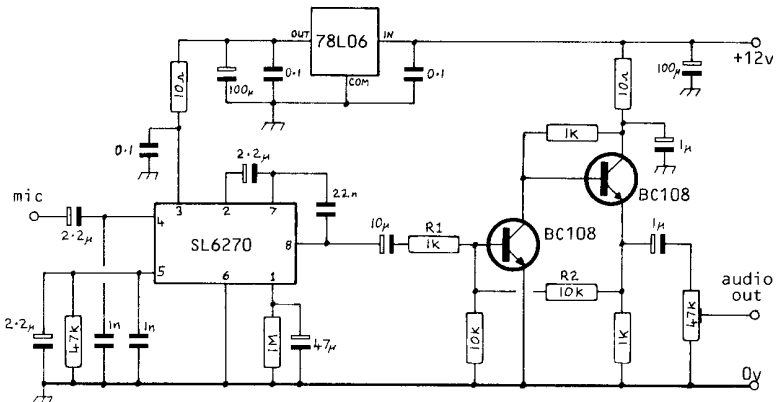 OUT 78L06 IN
COM
+12v
10Ω
100μ
0.1
0.1
10Ω
100μ
0.1
1k
1μ
2.2μ
BC108
mic
2.2μ
3 2 7
4
SL6270
8
5
6 1
22n
10μ
R1
1k
BC108
1μ
audio
out
R2
10k
47k
2.2μ
47k
1n
1n
1M
47μ
10k
1k
0v